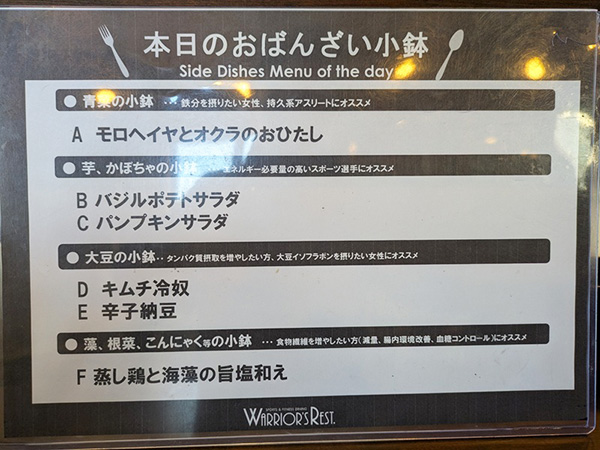 本日のおばんざい小鉢
Side Dishes Menu of the day
● 青菜の小鉢 ･･･鉄分を摂りたい女性、持久系アスリートにオススメ
A モロヘイヤとオクラのおひたし
● 芋、かぼちゃの小鉢 ･･･エネルギー必要量の高いスポーツ選手にオススメ
B バジルポテトサラダ
C パンプキンサラダ
● 大豆の小鉢･･タンパク質摂取を増やしたい方、大豆イソフラボンを摂りたい女性にオススメ
D キムチ冷奴
E 辛子納豆
● 藻、根菜、こんにゃく等の小鉢 ･･･食物繊維を増やしたい方(減量、腸内環境改善、血糖コントロール)にオススメ
F 蒸し鶏と海藻の旨塩和え
SPORTS & FITNESS BRAND
WARRIOR'S REST.